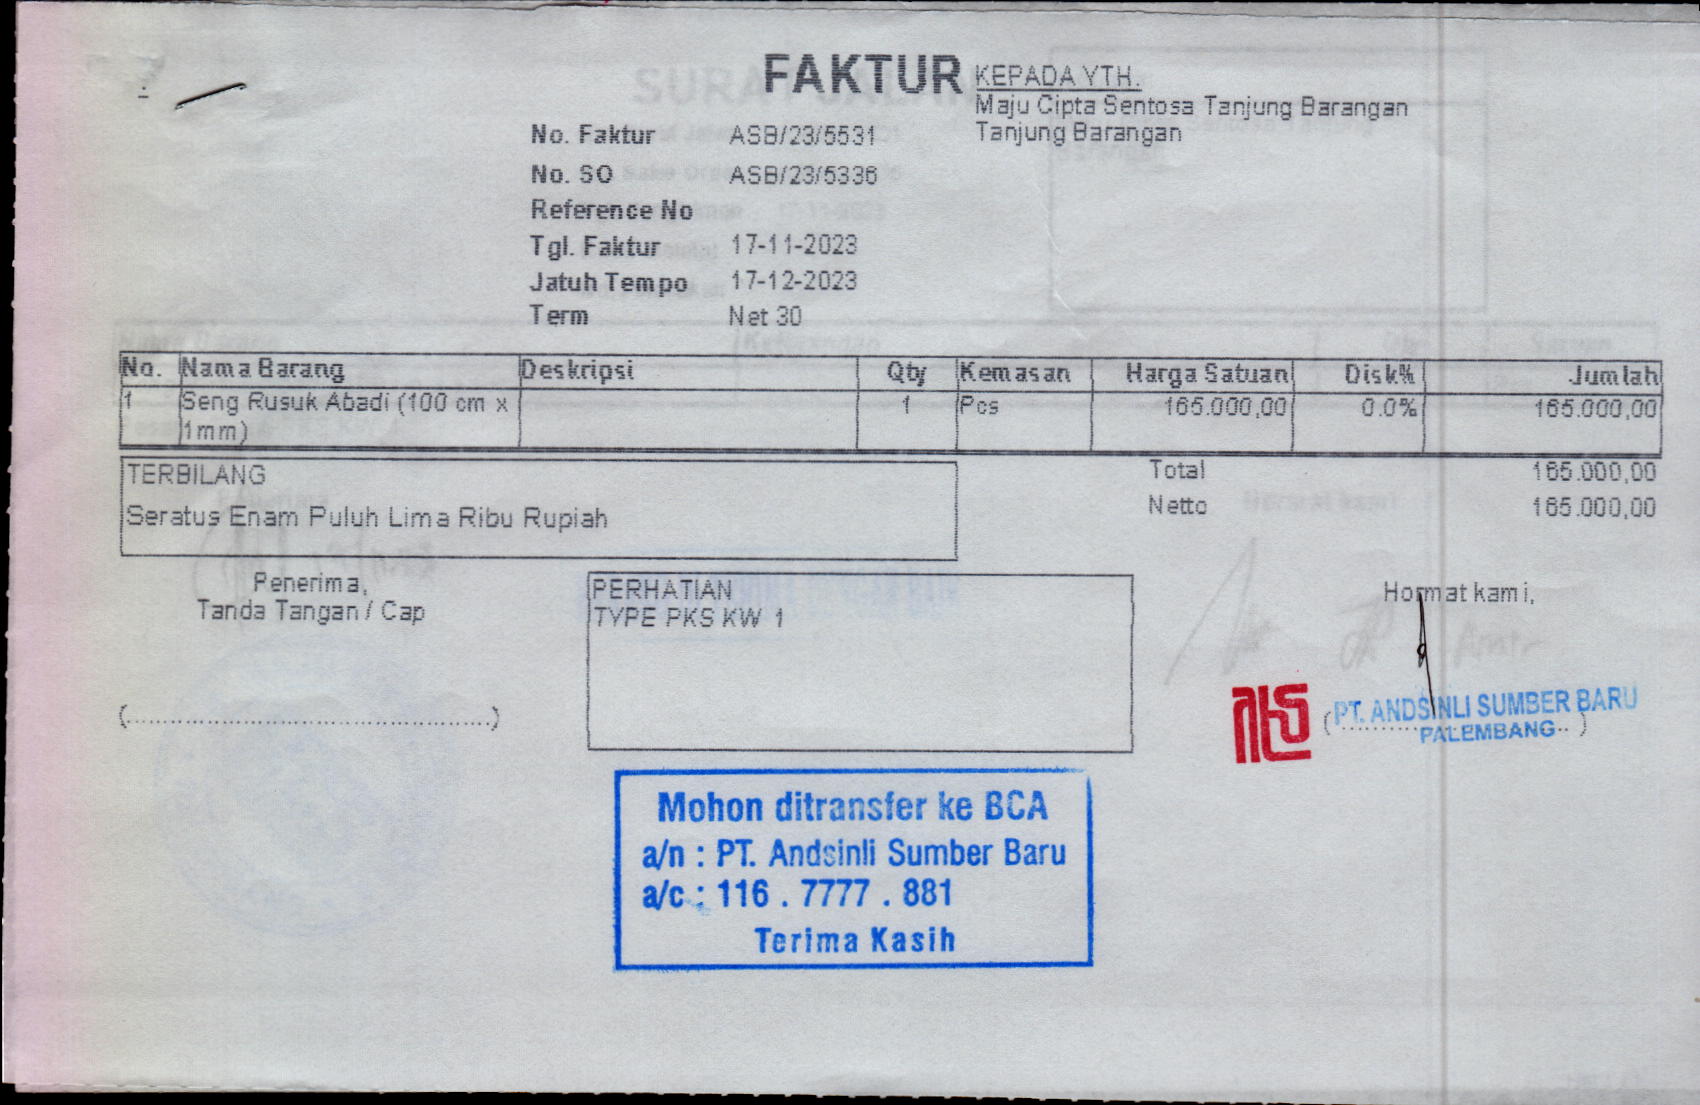 FAKTUR
KEPADA YTH.
Maju Cipta Sentosa Tanjung Barangan
Tanjung Barangan
No. Faktur ASB/23/5531
No. SO ASB/23/5336
Reference No
Tgl. Faktur 17-11-2023
Jatuh Tempo 17-12-2023
Term Net 30
No. Nama Barang Deskripsi Qty Kemasan Harga Satuan Disk% Jumlah
1 Seng Rusuk Abadi (100 cm x 1 Pcs 165.000,00 0.0% 165.000,00
1mm)
TERBILANG
Seratus Enam Puluh Lima Ribu Rupiah
Total 165.000,00
Netto 165.000,00
Penerima,
Tanda Tangan / Cap
(............................................)
PERHATIAN
TYPE PKS KW 1
Hormat kami,
PT. ANDSINLI SUMBER BARU
PALEMBANG
Mohon ditransfer ke BCA
a/n : PT. Andsinli Sumber Baru
a/c : 116 . 7777 . 881
Terima Kasih